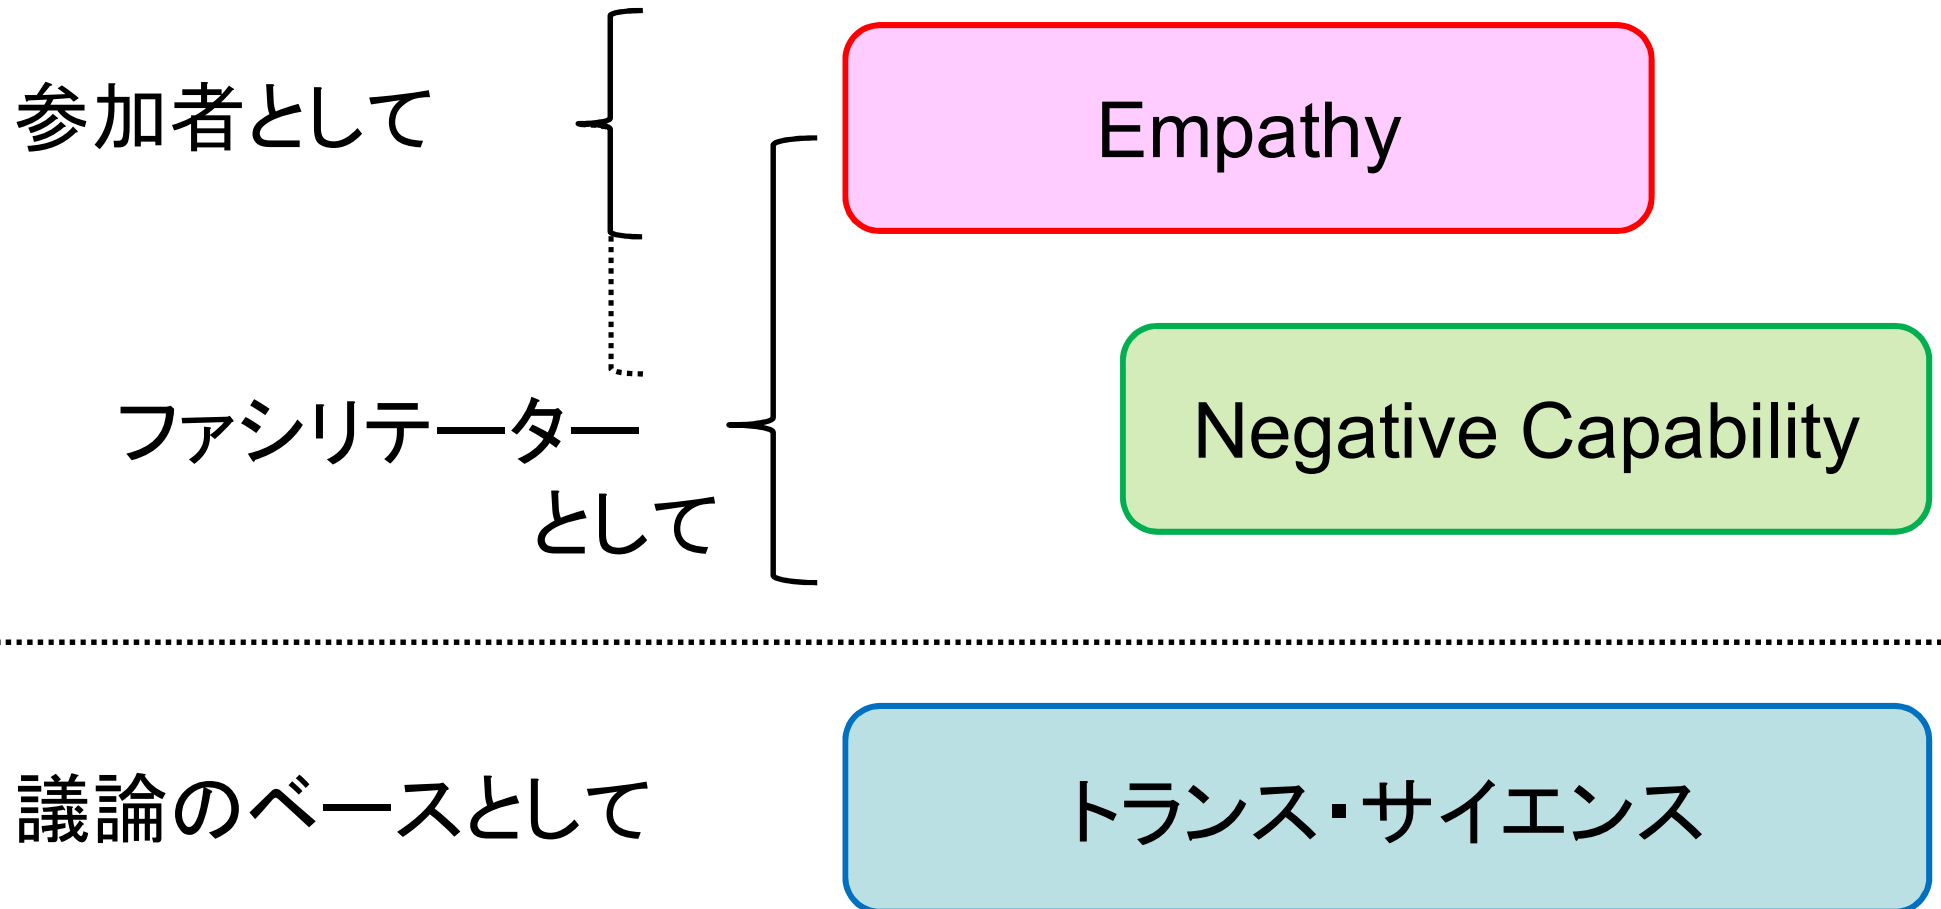 参加者として
Empathy
Negative Capability
ファシリテーター
として
議論のベースとして
トランス・サイエンス